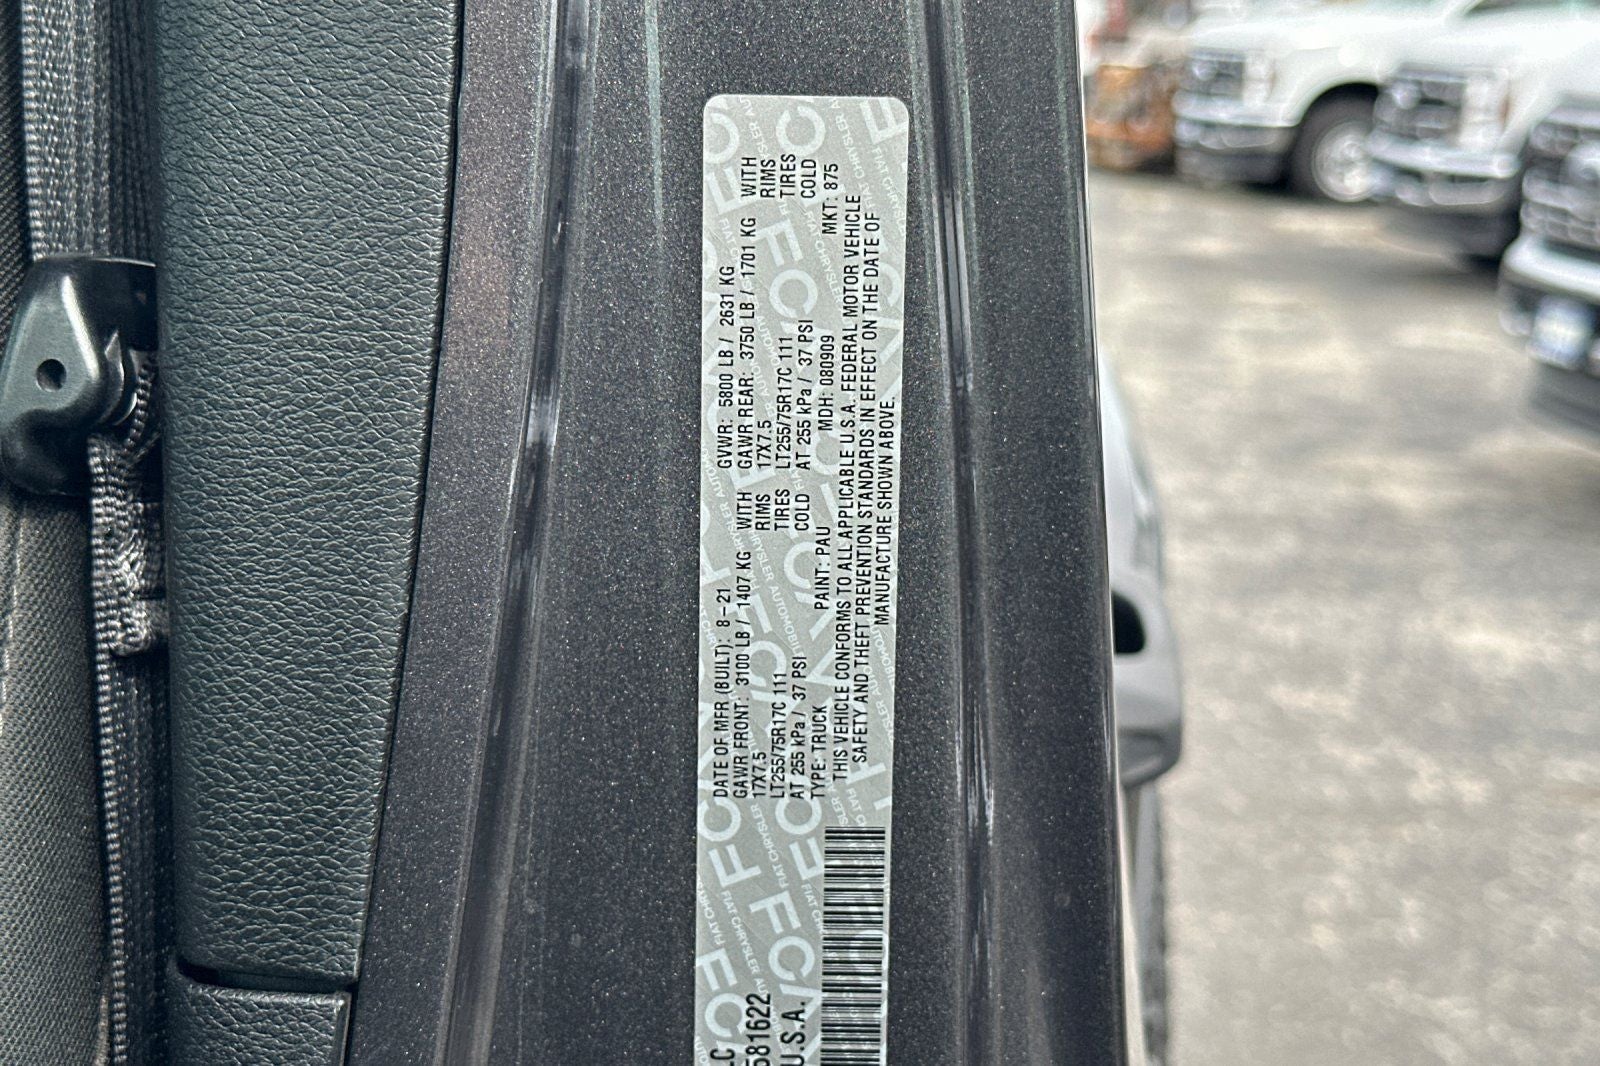 LC
581622
U.S.A.
DATE OF MFR (BUILT): 8-21 GVWR: 5800 LB / 2631 KG
GAWR FRONT: 3100 LB / 1407 KG WITH GAWR REAR: 3750 LB / 1701 KG WITH
17X7.5 RIMS 17X7.5 RIMS
LT255/75R17C 111 TIRES LT255/75R17C 111 TIRES
AT 255 kPa / 37 PSI COLD AT 255 kPa / 37 PSI COLD
TYPE: TRUCK PAINT: PAU MDH: 080909 MKT: 875
THIS VEHICLE CONFORMS TO ALL APPLICABLE U.S.A. FEDERAL MOTOR VEHICLE
SAFETY AND THEFT PREVENTION STANDARDS IN EFFECT ON THE DATE OF
MANUFACTURE SHOWN ABOVE.